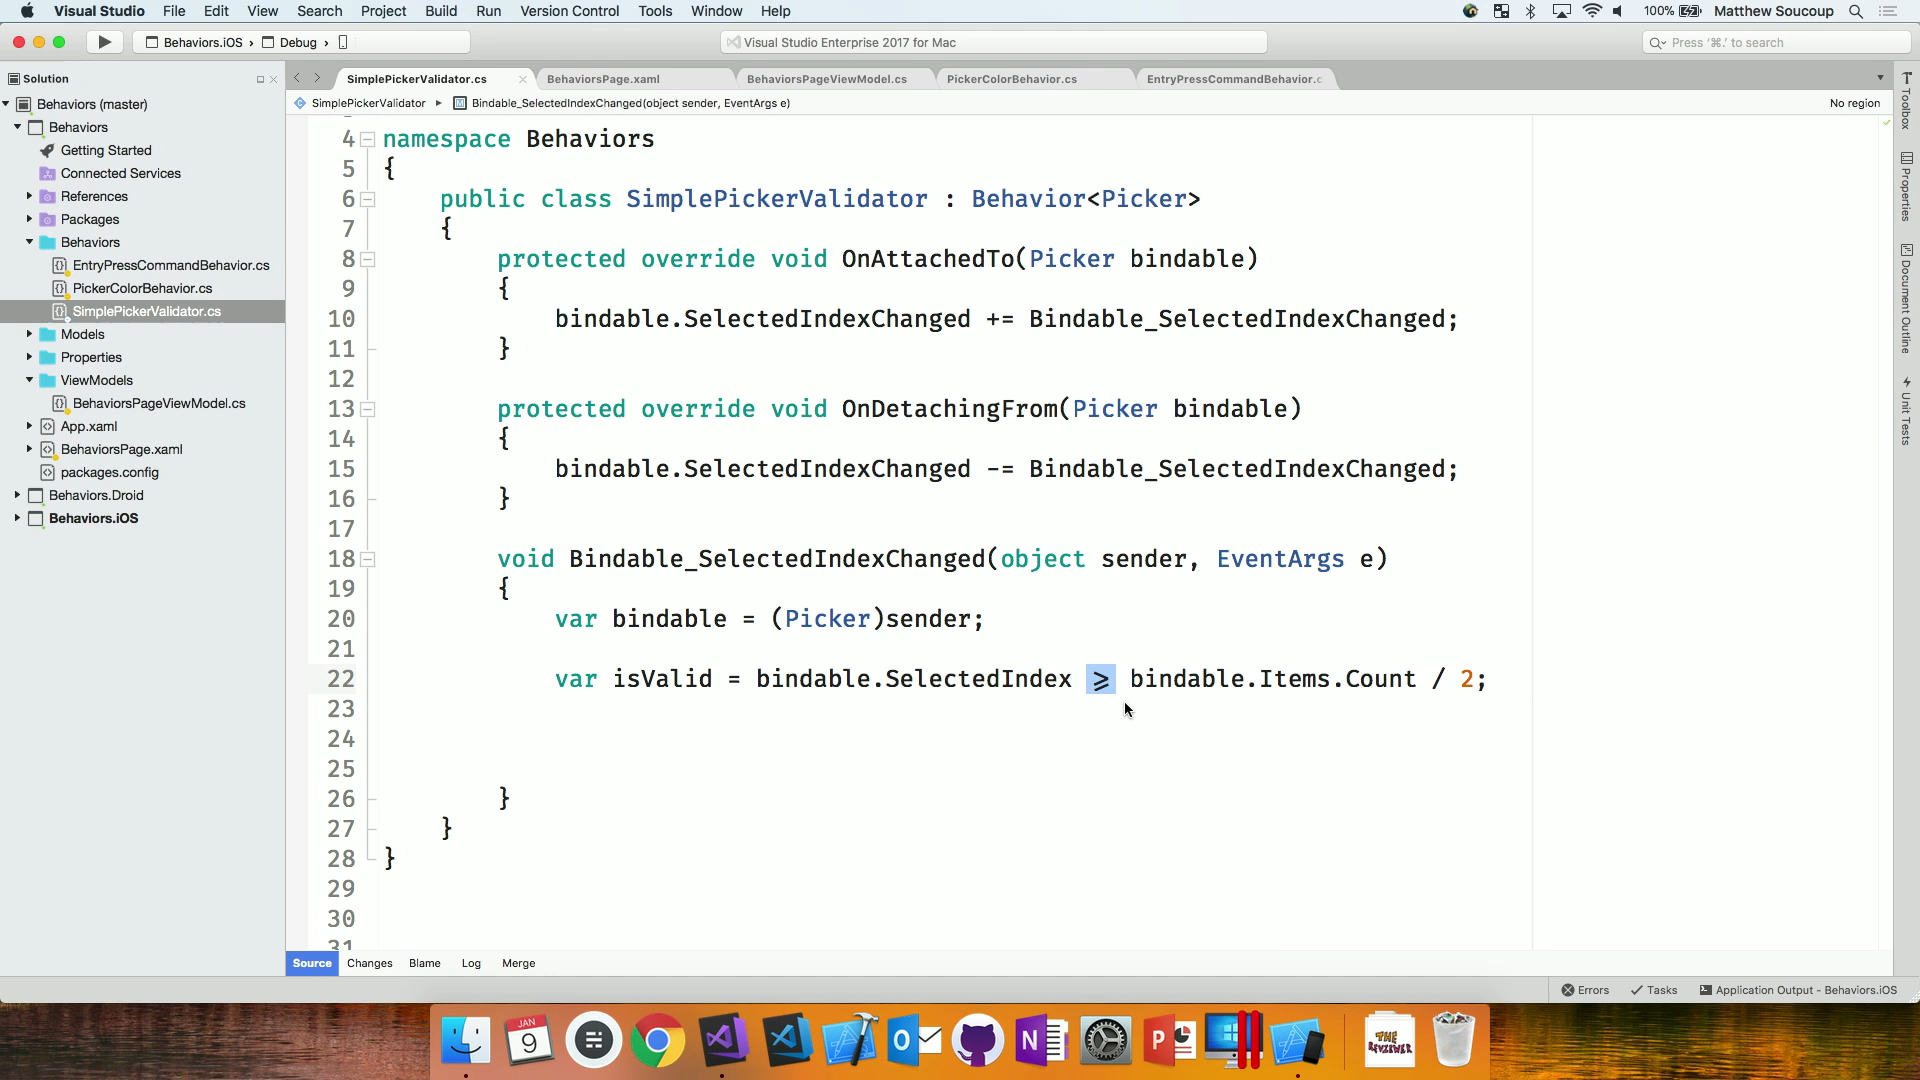 Visual Studio File Edit View Search Project Build Run Version Control Tools Window Help 100% Matthew Soucoup
Behaviors.iOS › Debug › Visual Studio Enterprise 2017 for Mac Press '⌘.' to search
Solution
SimplePickerValidator.cs BehaviorsPage.xaml BehaviorsPageViewModel.cs PickerColorBehavior.cs EntryPressCommandBehavior.c
SimplePickerValidator Bindable_SelectedIndexChanged(object sender, EventArgs e) No region
Behaviors (master)
Behaviors
Getting Started
Connected Services
References
Packages
Behaviors
EntryPressCommandBehavior.cs
PickerColorBehavior.cs
SimplePickerValidator.cs
Models
Properties
ViewModels
BehaviorsPageViewModel.cs
App.xaml
BehaviorsPage.xaml
packages.config
Behaviors.Droid
Behaviors.iOS
4 namespace Behaviors
5 {
6 public class SimplePickerValidator : Behavior<Picker>
7 {
8 protected override void OnAttachedTo(Picker bindable)
9 {
10 bindable.SelectedIndexChanged += Bindable_SelectedIndexChanged;
11 }
12
13 protected override void OnDetachingFrom(Picker bindable)
14 {
15 bindable.SelectedIndexChanged -= Bindable_SelectedIndexChanged;
16 }
17
18 void Bindable_SelectedIndexChanged(object sender, EventArgs e)
19 {
20 var bindable = (Picker)sender;
21
22 var isValid = bindable.SelectedIndex ⩾ bindable.Items.Count / 2;
23
24
25
26 }
27 }
28 }
29
30
31
Toolbox
Properties
Document Outline
Unit Tests
Source Changes Blame Log Merge
Errors Tasks Application Output - Behaviors.iOS
JAN
9
THE
REVIEWER